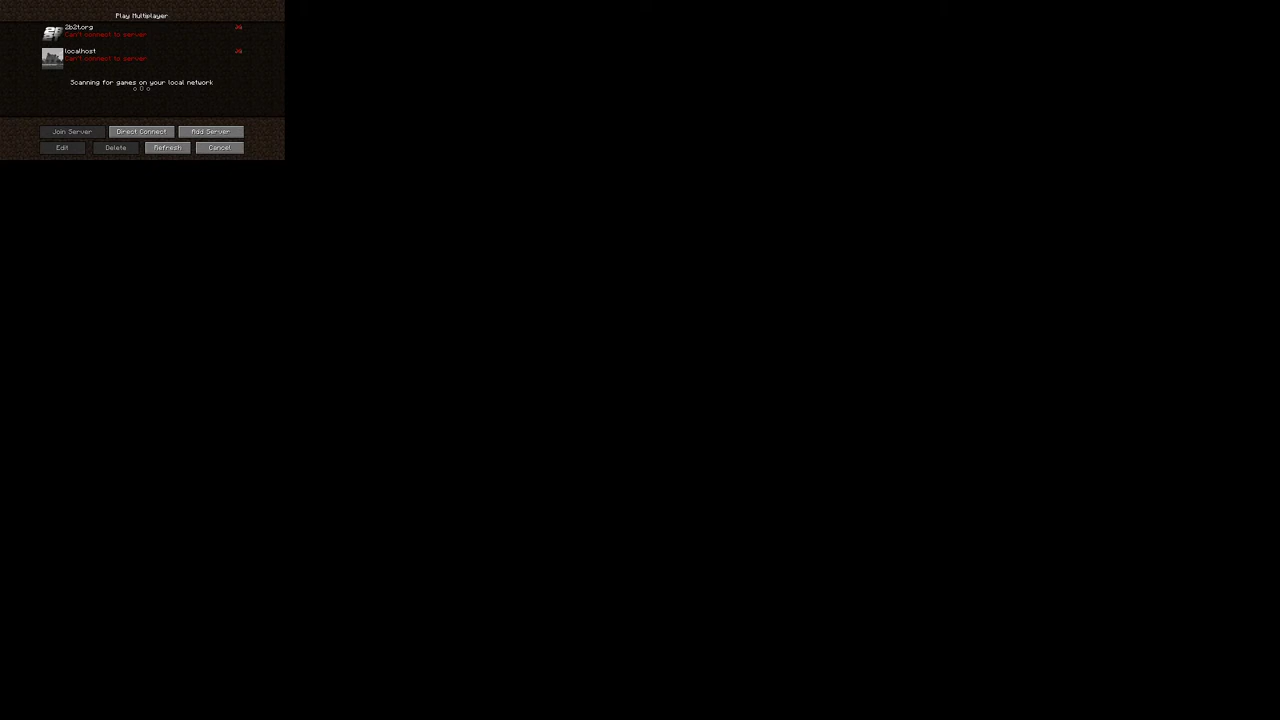 Play Multiplayer
2b2t.org
Can't connect to server
localhost
Can't connect to server
Scanning for games on your local network
o O o
Join Server
Direct Connect
Add Server
Edit
Delete
Refresh
Cancel